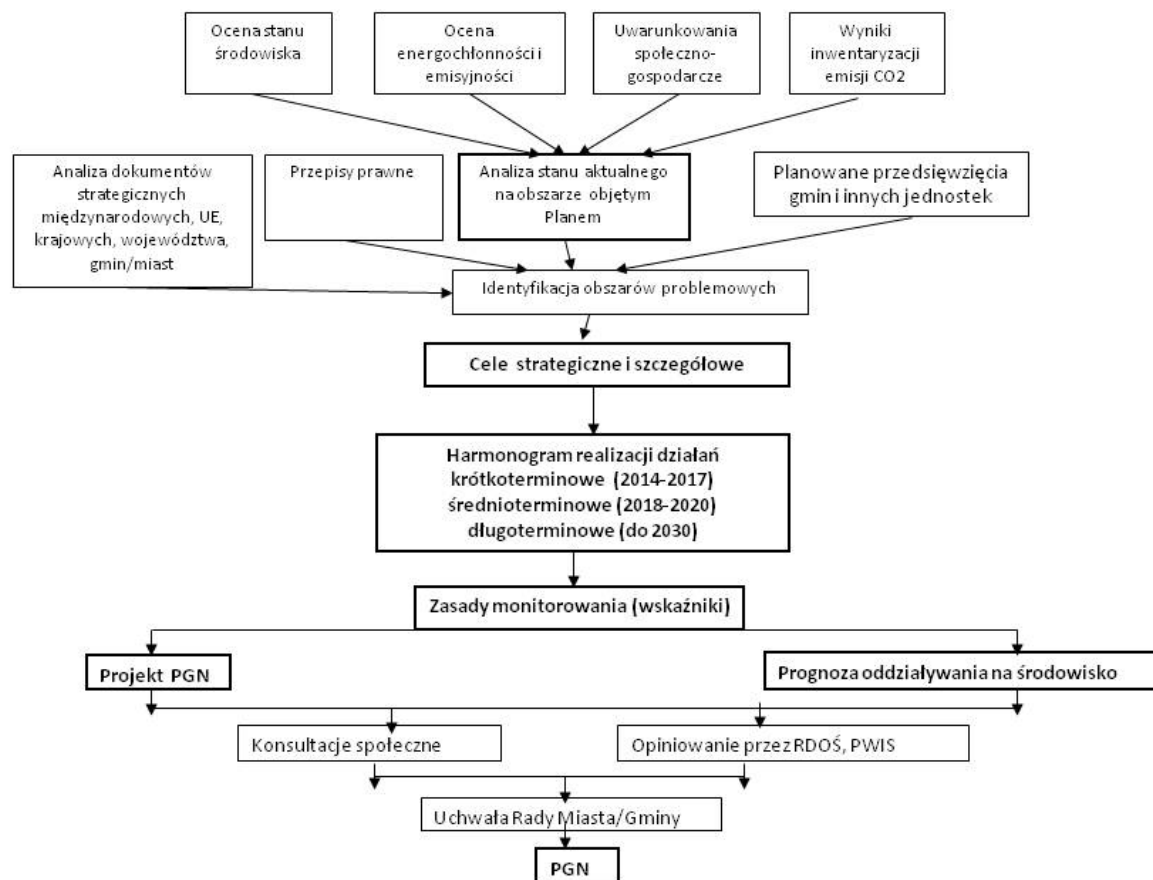 Ocena stanu
środowiska
Ocena
energochłonności i
emisyjności
Uwarunkowania
społeczno-
gospodarcze
Wyniki
inwentaryzacji
emisji CO2
Analiza dokumentów
strategicznych
międzynarodowych, UE,
krajowych, województwa,
gmin/miast
Przepisy prawne
Analiza stanu aktualnego
na obszarze objętym
Planem
Planowane przedsięwzięcia
gmin i innych jednostek
Identyfikacja obszarów problemowych
Cele strategiczne i szczegółowe
Harmonogram realizacji działań
krótkoterminowe (2014-2017)
średnioterminowe (2018-2020)
długoterminowe (do 2030)
Zasady monitorowania (wskaźniki)
Projekt PGN
Prognoza oddziaływania na środowisko
Konsultacje społeczne
Opiniowanie przez RDOŚ, PWIS
Uchwała Rady Miasta/Gminy
PGN